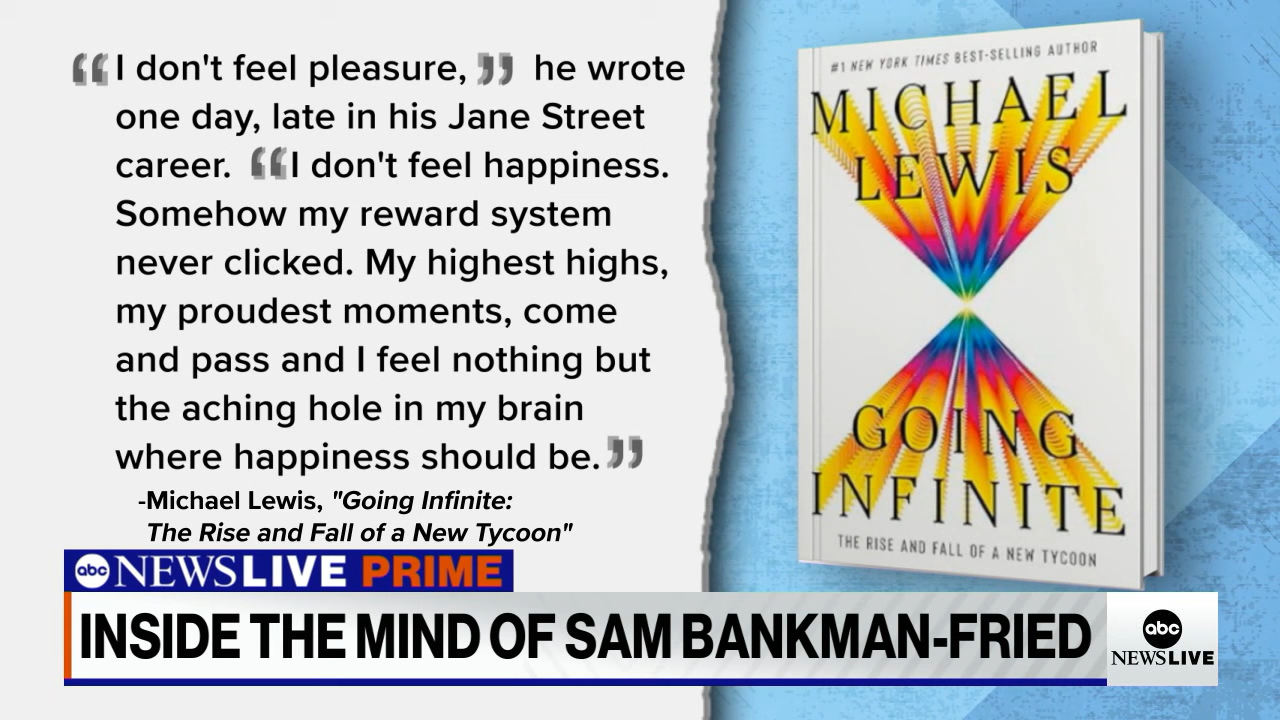 “I don't feel pleasure,” he wrote
one day, late in his Jane Street
career. “I don't feel happiness.
Somehow my reward system
never clicked. My highest highs,
my proudest moments, come
and pass and I feel nothing but
the aching hole in my brain
where happiness should be.”
-Michael Lewis, "Going Infinite:
The Rise and Fall of a New Tycoon"
#1 NEW YORK TIMES BEST-SELLING AUTHOR
MICHAEL
LEWIS
GOING
INFINITE
THE RISE AND FALL OF A NEW TYCOON
abc NEWS LIVE PRIME
INSIDE THE MIND OF SAM BANKMAN-FRIED
abc
NEWS LIVE